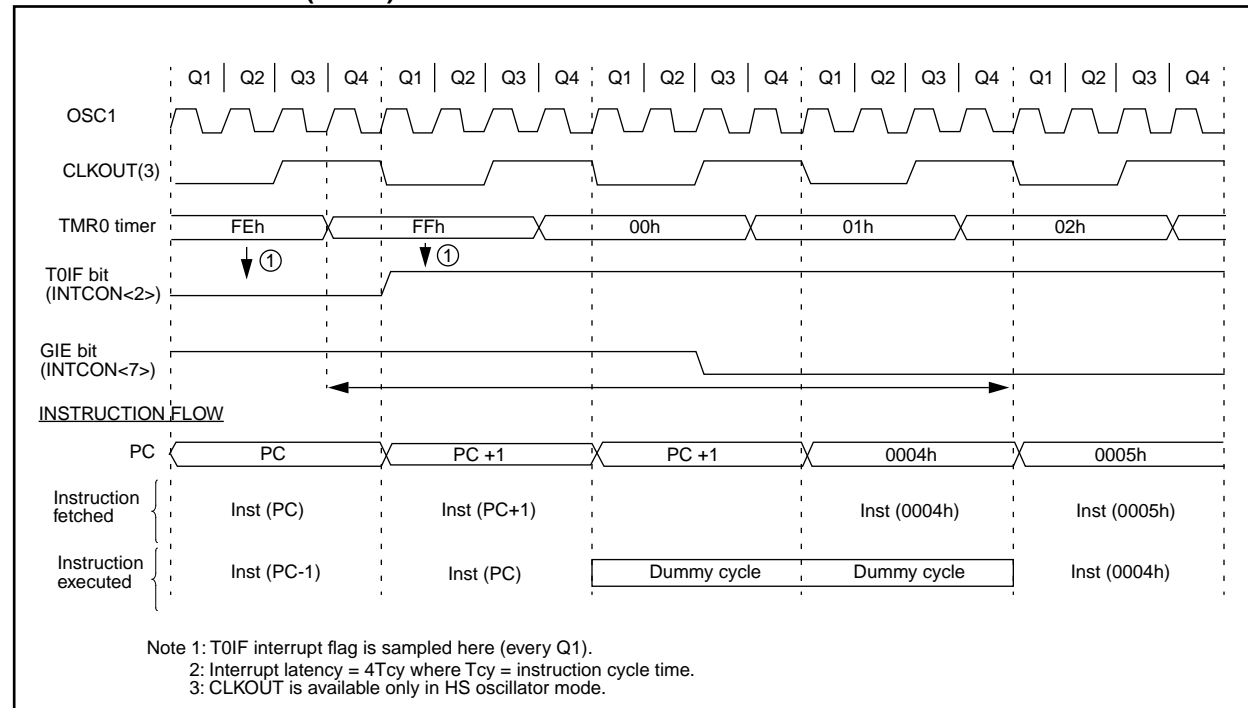 Q1 Q2 Q3 Q4 Q1 Q2 Q3 Q4 Q1 Q2 Q3 Q4 Q1 Q2 Q3 Q4 Q1 Q2 Q3 Q4
OSC1
CLKOUT(3)
TMR0 timer FEh FFh 00h 01h 02h
1 1
T0IF bit
(INTCON<2>)
GIE bit
(INTCON<7>)
INSTRUCTION FLOW
PC PC PC +1 PC +1 0004h 0005h
Instruction
fetched
Inst (PC) Inst (PC+1) Inst (0004h) Inst (0005h)
Instruction
executed
Inst (PC-1) Inst (PC) Dummy cycle Dummy cycle Inst (0004h)
Note 1: T0IF interrupt flag is sampled here (every Q1).
2: Interrupt latency = 4Tcy where Tcy = instruction cycle time.
3: CLKOUT is available only in HS oscillator mode.